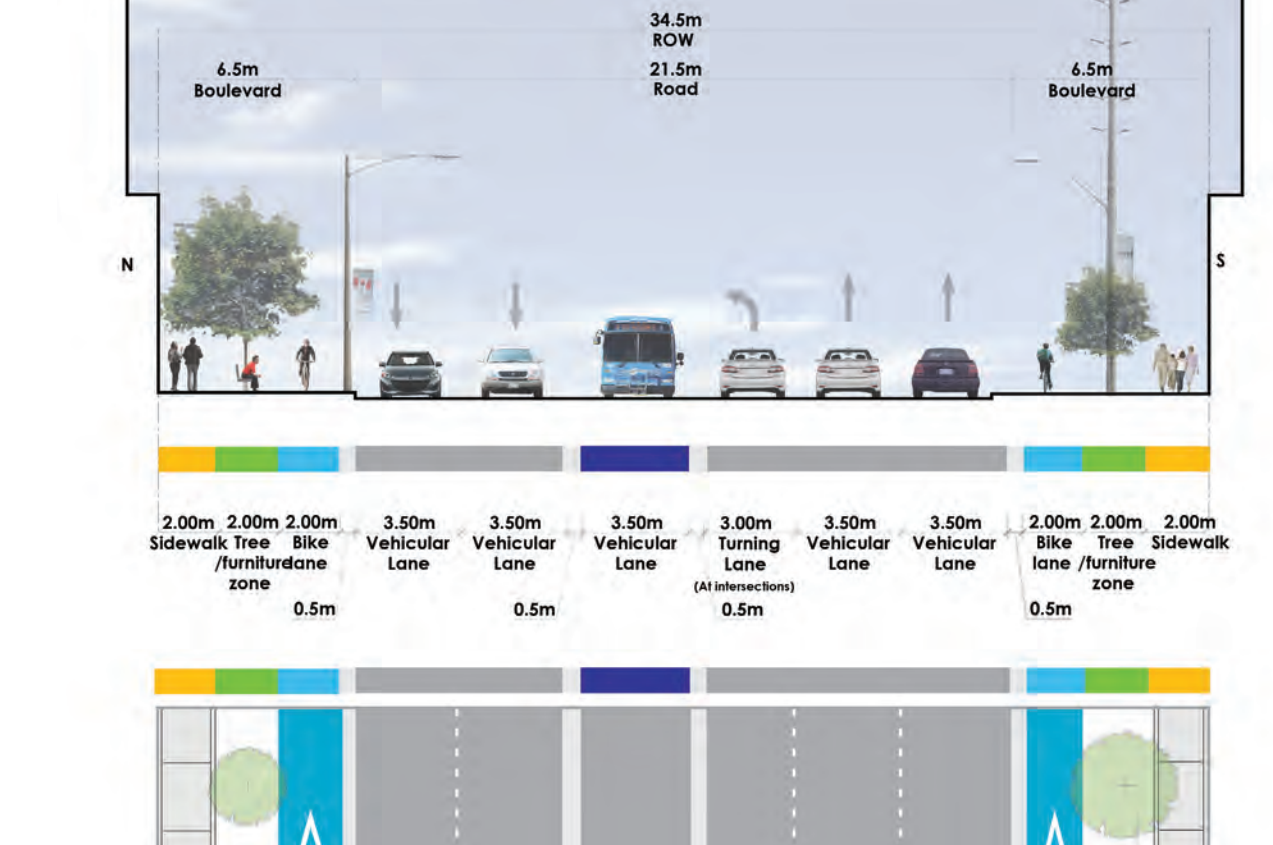 34.5m
ROW
6.5m
Boulevard
21.5m
Road
6.5m
Boulevard
N
S
2.00m
Sidewalk
2.00m
Tree
/furniture
zone
2.00m
Bike
lane
3.50m
Vehicular
Lane
3.50m
Vehicular
Lane
3.50m
Vehicular
Lane
3.00m
Turning
Lane
(At intersections)
3.50m
Vehicular
Lane
3.50m
Vehicular
Lane
2.00m
Bike
lane
2.00m
Tree
/furniture
zone
2.00m
Sidewalk
0.5m
0.5m
0.5m
0.5m